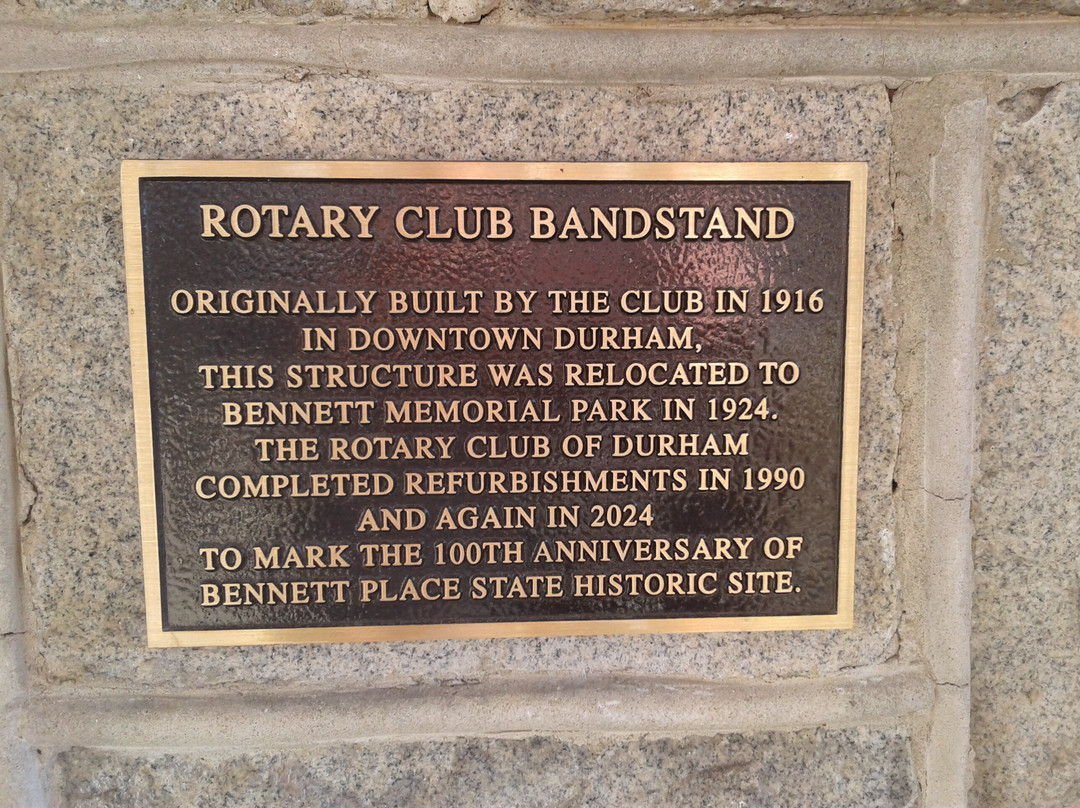 ROTARY CLUB BANDSTAND
ORIGINALLY BUILT BY THE CLUB IN 1916
IN DOWNTOWN DURHAM,
THIS STRUCTURE WAS RELOCATED TO
BENNETT MEMORIAL PARK IN 1924.
THE ROTARY CLUB OF DURHAM
COMPLETED REFURBISHMENTS IN 1990
AND AGAIN IN 2024
TO MARK THE 100TH ANNIVERSARY OF
BENNETT PLACE STATE HISTORIC SITE.